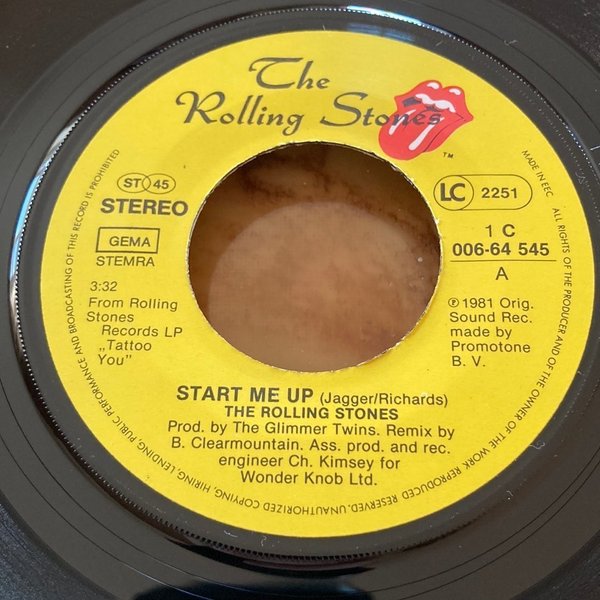 The
Rolling Stones
TM
ST 45
STEREO
GEMA
STEMRA
3:32
From Rolling
Stones
Records LP
„Tattoo
You”
LC 2251
1 C
006-64 545
A
℗ 1981 Orig.
Sound Rec.
made by
Promotone
B. V.
START ME UP (Jagger/Richards)
THE ROLLING STONES
Prod. by The Glimmer Twins. Remix by
B. Clearmountain. Ass. prod. and rec.
engineer Ch. Kimsey for
Wonder Knob Ltd.
MADE IN EEC ALL RIGHTS OF THE PRODUCER AND OF THE OWNER OF THE WORK REPRODUCED RESERVED. UNAUTHORIZED COPYING, HIRING, LENDING, PUBLIC PERFORMANCE AND BROADCASTING OF THIS RECORD IS PROHIBITED